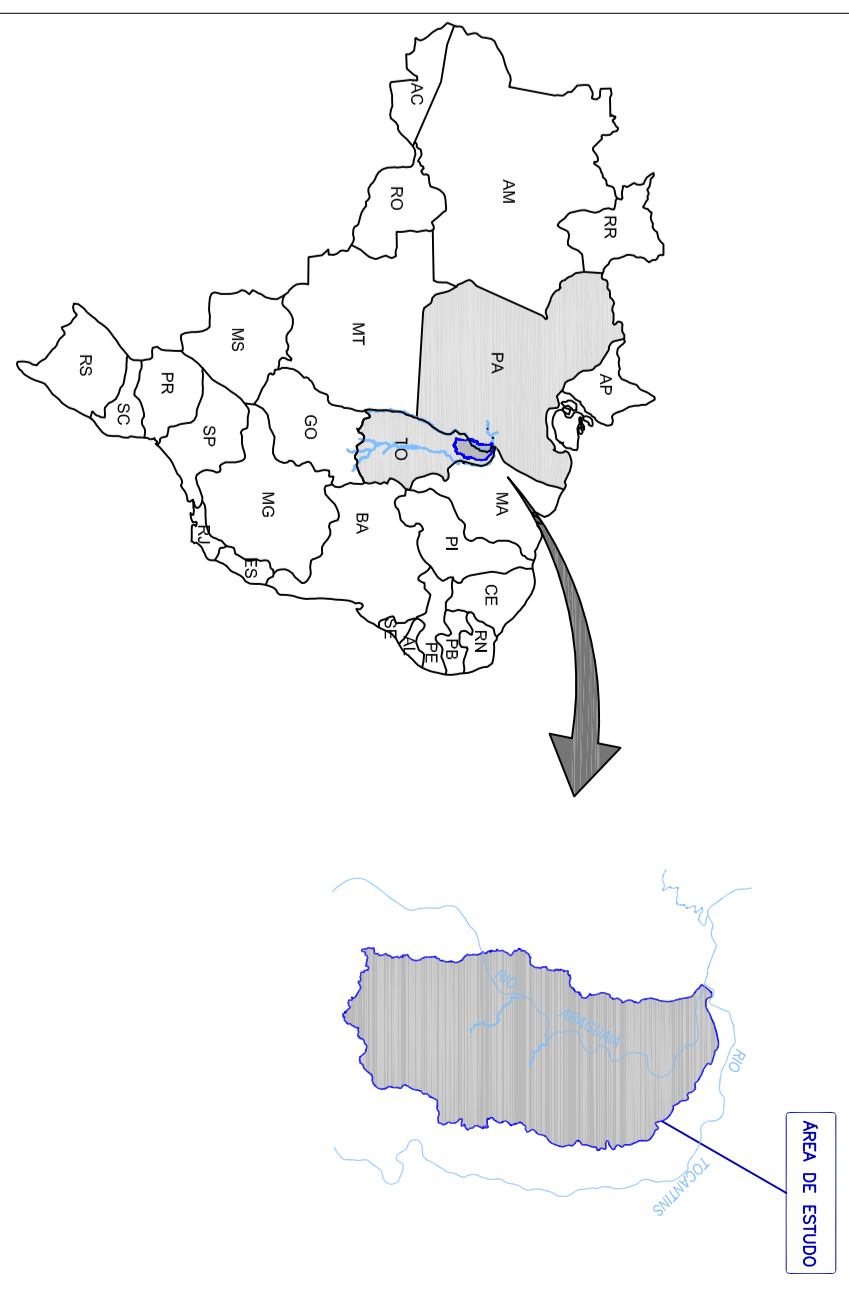 RR
AP
AM
PA
MA
CE
RN
PB
PE
AL
SE
PI
AC
RO
TO
BA
MT
GO
MG
ES
RJ
MS
SP
PR
SC
RS
ÁREA DE ESTUDO
RIO
TOCANTINS
RIO
ARAGUAIA